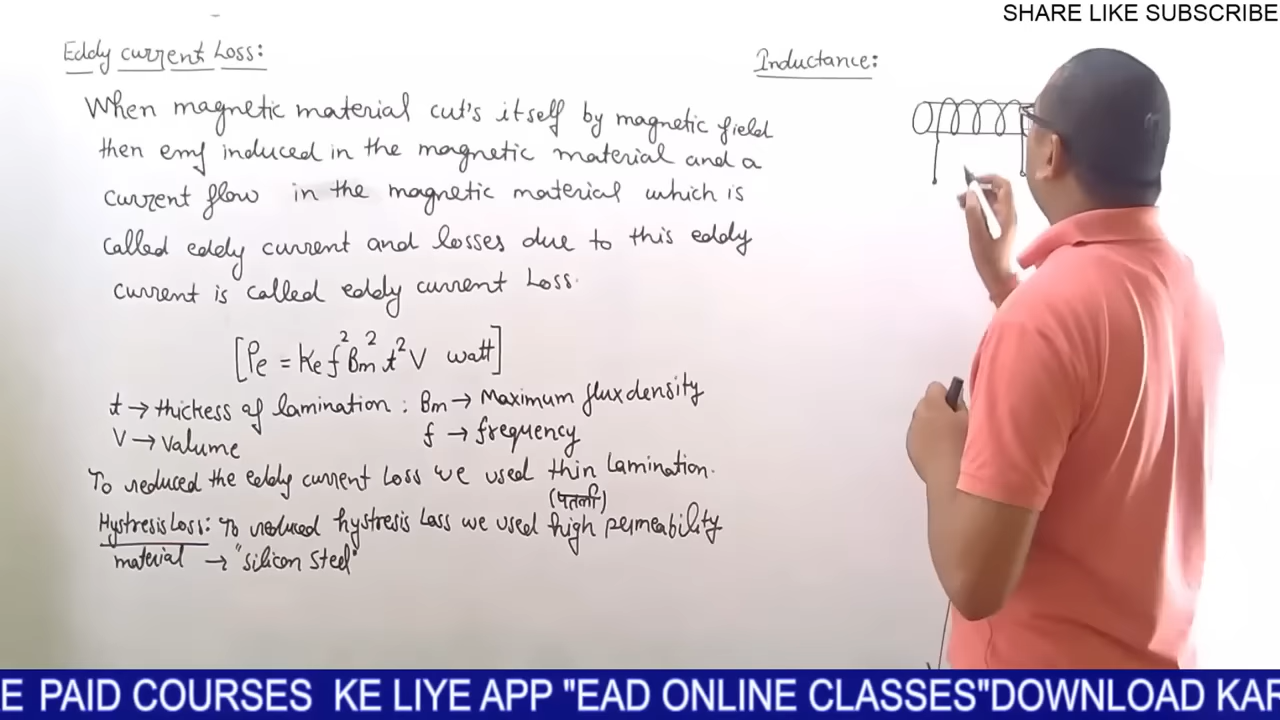 SHARE LIKE SUBSCRIBE
Eddy current Loss:
When magnetic material cut's itself by magnetic field
then emf induced in the magnetic material and a
current flow in the magnetic material which is
called eddy current and losses due to this eddy
current is called eddy current Loss.
[Pe = Ke f² Bm² t² V watt]
t → thickess of lamination : Bm → Maximum flux density
V → Valume f → frequency
To reduced the eddy current Loss we used thin Lamination.
(पतली)
Hystresis Loss: To reduced hystresis Loss we used high permeability
material → "silicon steel"
Inductance:
E PAID COURSES KE LIYE APP "EAD ONLINE CLASSES"DOWNLOAD KAR